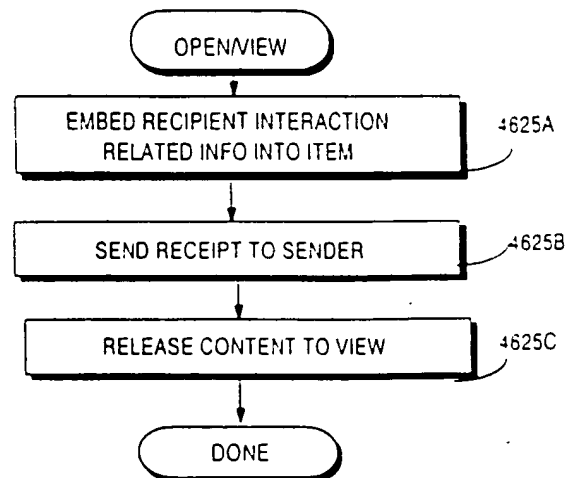 OPEN/VIEW
EMBED RECIPIENT INTERACTION
RELATED INFO INTO ITEM
4625A
SEND RECEIPT TO SENDER
4625B
RELEASE CONTENT TO VIEW
4625C
DONE